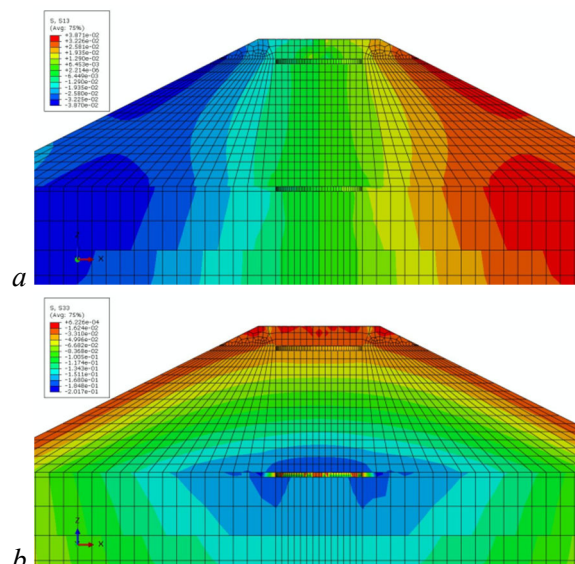 S, S13
(Avg: 75%)
+3.871e-02
+3.226e-02
+2.581e-02
+1.935e-02
+1.290e-02
+6.453e-03
+2.214e-06
-6.449e-03
-1.290e-02
-1.935e-02
-2.580e-02
-3.225e-02
-3.870e-02
Z
X
a
S, S33
(Avg: 75%)
+6.226e-04
-1.624e-02
-3.310e-02
-4.996e-02
-6.682e-02
-8.368e-02
-1.005e-01
-1.174e-01
-1.343e-01
-1.511e-01
-1.680e-01
-1.848e-01
-2.017e-01
Z
X
b